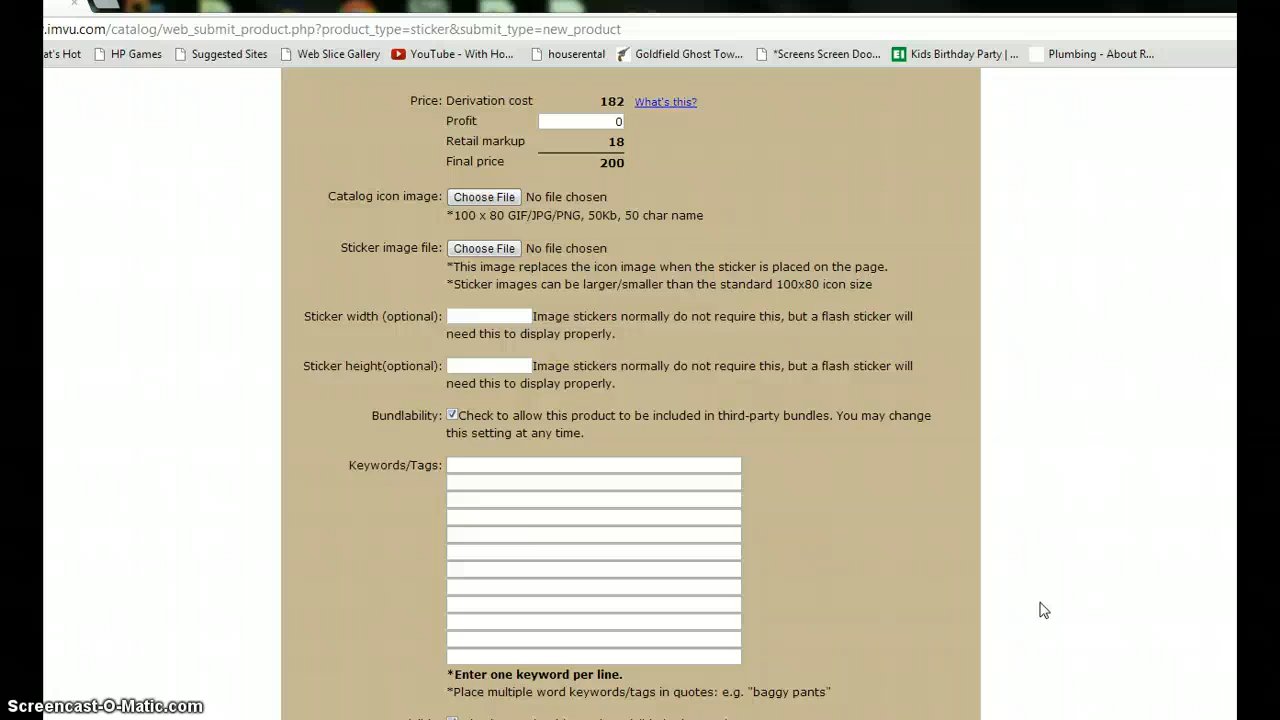 .imvu.com/catalog/web_submit_product.php?product_type=sticker&submit_type=new_product
at's Hot HP Games Suggested Sites Web Slice Gallery YouTube - With Ho... houserental Goldfield Ghost Tow... *Screens Screen Doo... Kids Birthday Party | ... Plumbing - About R...
Price: Derivation cost 182 What's this?
Profit 0
Retail markup 18
Final price 200
Catalog icon image: Choose File No file chosen
*100 x 80 GIF/JPG/PNG, 50Kb, 50 char name
Sticker image file: Choose File No file chosen
*This image replaces the icon image when the sticker is placed on the page.
*Sticker images can be larger/smaller than the standard 100x80 icon size
Sticker width (optional): Image stickers normally do not require this, but a flash sticker will
need this to display properly.
Sticker height(optional): Image stickers normally do not require this, but a flash sticker will
need this to display properly.
Bundlability: Check to allow this product to be included in third-party bundles. You may change
this setting at any time.
Keywords/Tags:
*Enter one keyword per line.
*Place multiple word keywords/tags in quotes: e.g. "baggy pants"
Screencast-O-Matic.com